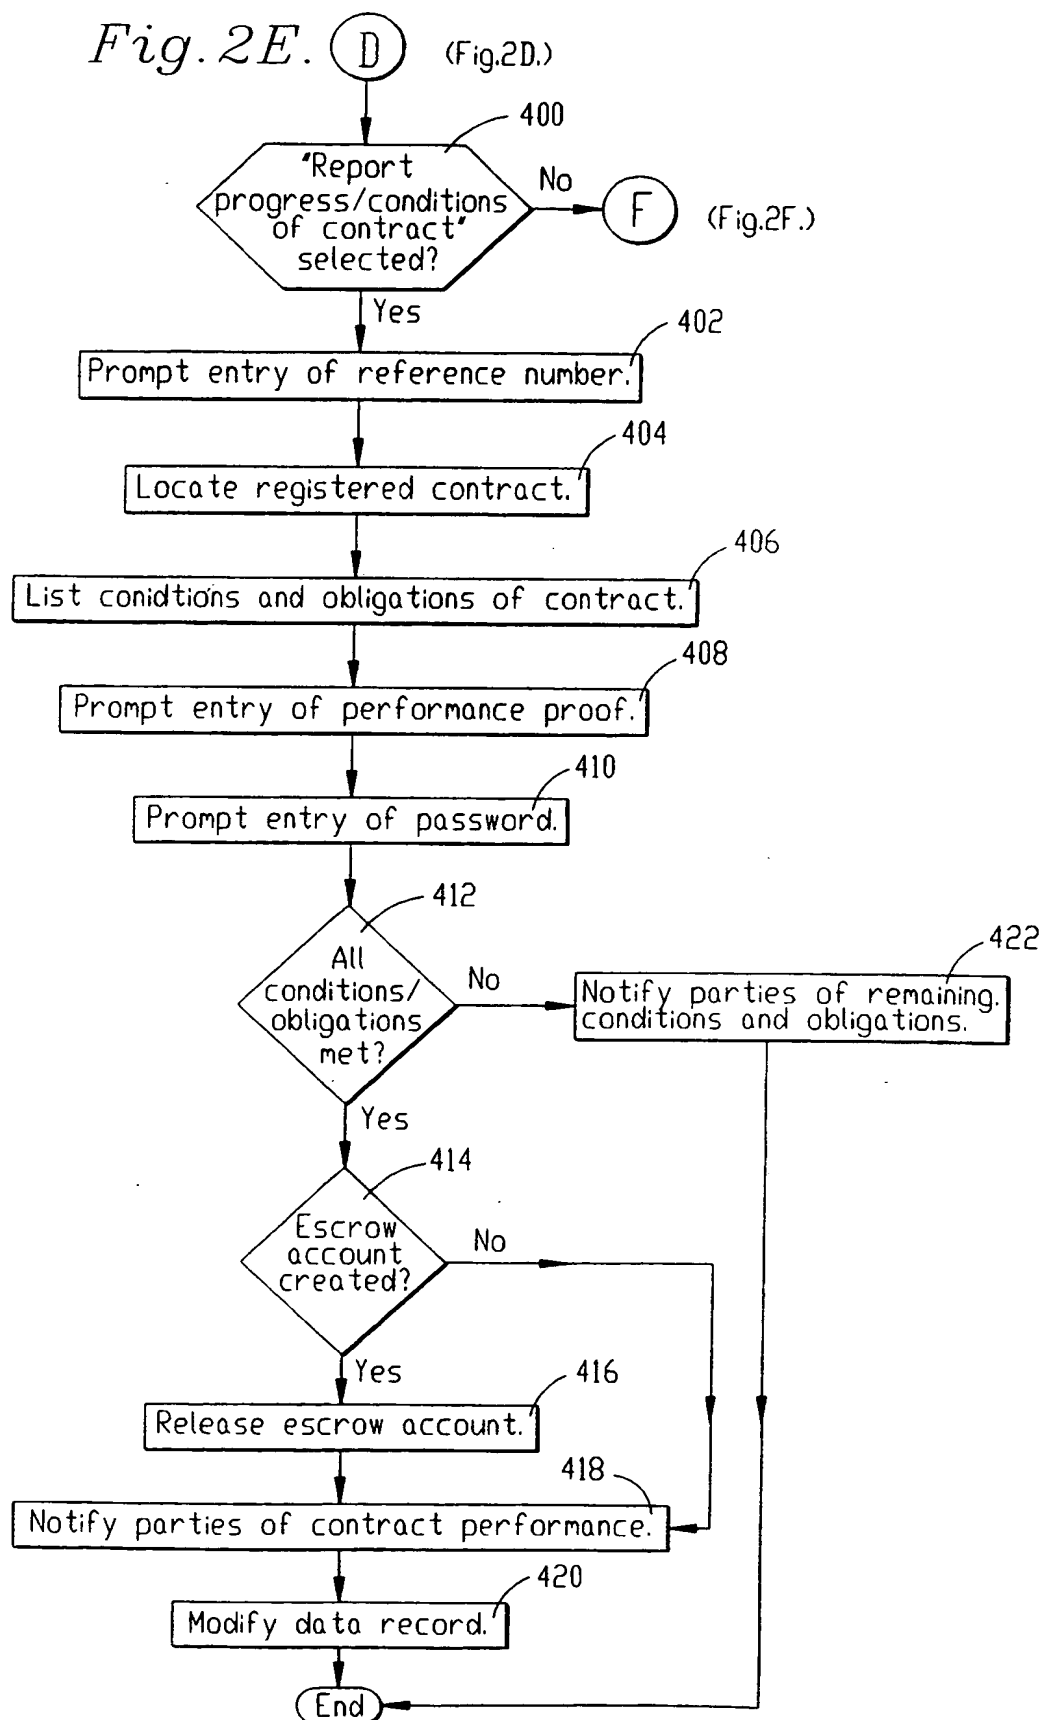 Fig. 2E.
D
(Fig.2D.)
400
"Report
progress/conditions
of contract"
selected?
No
F
(Fig.2F.)
Yes
402
Prompt entry of reference number.
404
Locate registered contract.
406
List conidtions and obligations of contract.
408
Prompt entry of performance proof.
410
Prompt entry of password.
412
All
conditions/
obligations
met?
No
422
Notify parties of remaining.
conditions and obligations.
Yes
414
Escrow
account
created?
No
Yes
416
Release escrow account.
418
Notify parties of contract performance.
420
Modify data record.
End